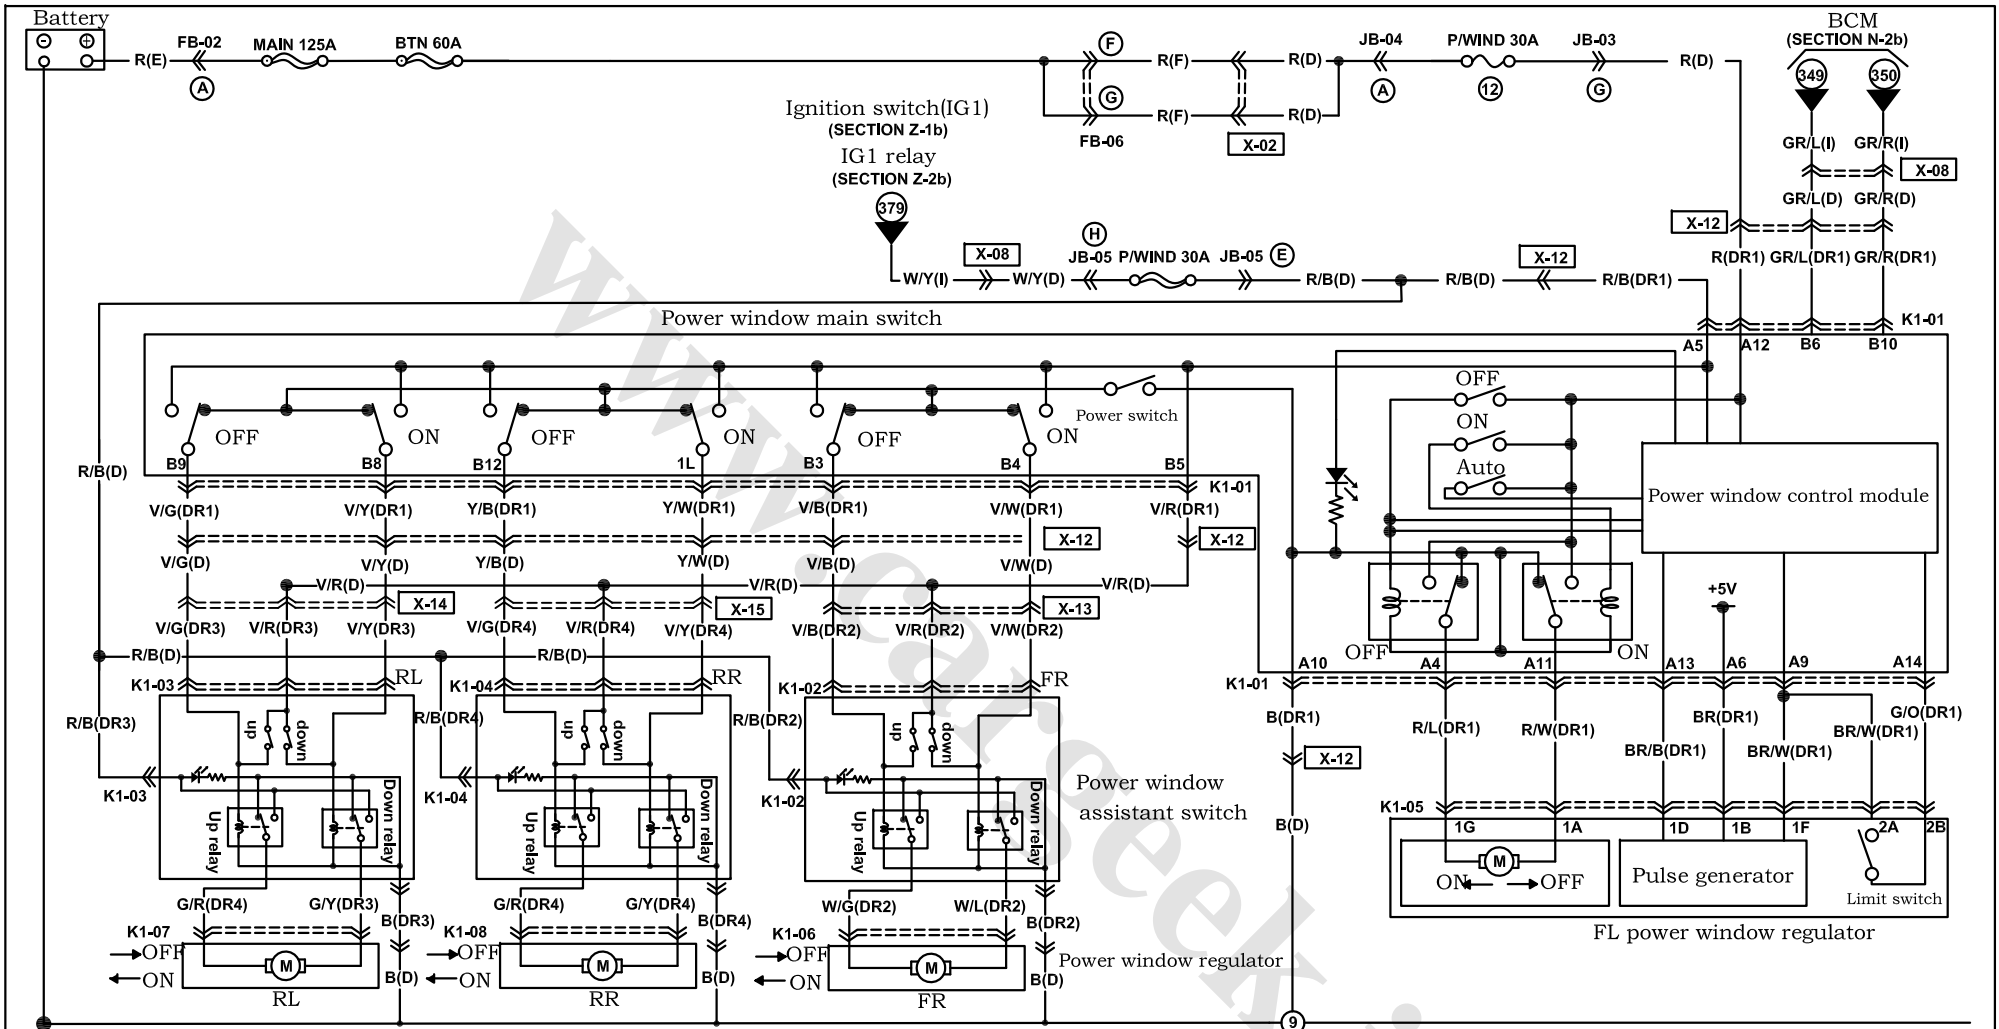 Battery
BCM
(SECTION N-2b)
FB-02
MAIN 125A
BTN 60A
F
JB-04
P/WIND 30A
JB-03
R(E)
R(F)
R(D)
R(D)
349
350
A
G
A
12
G
R(F)
R(D)
FB-06
X-02
Ignition switch(IG1)
(SECTION Z-1b)
IG1 relay
(SECTION Z-2b)
379
GR/L(I)
GR/R(I)
X-08
GR/L(D)
GR/R(D)
X-12
H
X-08
JB-05
P/WIND 30A
JB-05
E
X-12
R(DR1)
GR/L(DR1)
GR/R(DR1)
W/Y(I)
W/Y(D)
R/B(D)
R/B(D)
R/B(DR1)
Power window main switch
K1-01
A5
A12
B6
B10
OFF
ON
OFF
ON
OFF
ON
Power switch
OFF
ON
Auto
Power window control module
R/B(D)
B9
B8
B12
1L
B3
B4
B5
K1-01
V/G(DR1)
V/Y(DR1)
Y/B(DR1)
Y/W(DR1)
V/B(DR1)
V/W(DR1)
V/R(DR1)
X-12
X-12
V/G(D)
V/Y(D)
Y/B(D)
Y/W(D)
V/B(D)
V/W(D)
V/R(D)
V/R(D)
V/R(D)
X-14
X-15
X-13
+5V
V/G(DR3)
V/R(DR3)
V/Y(DR3)
V/G(DR4)
V/R(DR4)
V/Y(DR4)
V/B(DR2)
V/R(DR2)
V/W(DR2)
R/B(D)
R/B(D)
OFF
ON
K1-03
RL
K1-04
RR
K1-02
FR
K1-01
A10
A4
A11
A13
A6
A9
A14
R/B(DR3)
up
down
R/B(DR4)
up
down
R/B(DR2)
up
down
B(DR1)
R/L(DR1)
R/W(DR1)
BR/B(DR1)
BR(DR1)
BR/W(DR1)
BR/W(DR1)
G/O(DR1)
X-12
K1-03
Up relay
Down relay
K1-04
Up relay
Down relay
K1-02
Up relay
Down relay
Power window
assistant switch
B(D)
K1-05
1G
1A
1D
1B
1F
2A
2B
M
ON
OFF
Pulse generator
Limit switch
FL power window regulator
G/R(DR4)
G/Y(DR3)
B(DR3)
G/R(DR4)
G/Y(DR4)
B(DR4)
W/G(DR2)
W/L(DR2)
B(DR2)
K1-07
OFF
ON
M
RL
B(D)
K1-08
OFF
ON
M
RR
B(D)
K1-06
OFF
ON
M
FR
B(D)
Power window regulator
9